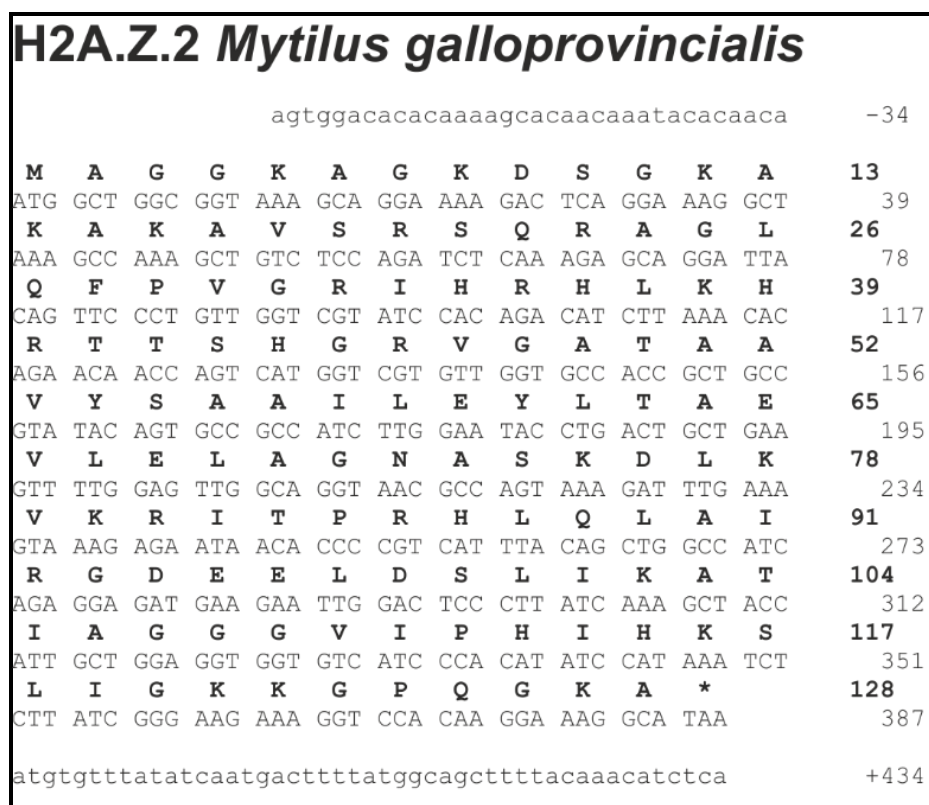 H2A.Z.2 Mytilus galloprovincialis
agtggacacacaaaagcacaacaaatacacaaca -34
M A G G K A G K D S G K A 13
ATG GCT GGC GGT AAA GCA GGA AAA GAC TCA GGA AAG GCT 39
K A K A V S R S Q R A G L 26
AAA GCC AAA GCT GTC TCC AGA TCT CAA AGA GCA GGA TTA 78
Q F P V G R I H R H L K H 39
CAG TTC CCT GTT GGT CGT ATC CAC AGA CAT CTT AAA CAC 117
R T T S H G R V G A T A A 52
AGA ACA ACC AGT CAT GGT CGT GTT GGT GCC ACC GCT GCC 156
V Y S A A I L E Y L T A E 65
GTA TAC AGT GCC GCC ATC TTG GAA TAC CTG ACT GCT GAA 195
V L E L A G N A S K D L K 78
GTT TTG GAG TTG GCA GGT AAC GCC AGT AAA GAT TTG AAA 234
V K R I T P R H L Q L A I 91
GTA AAG AGA ATA ACA CCC CGT CAT TTA CAG CTG GCC ATC 273
R G D E E L D S L I K A T 104
AGA GGA GAT GAA GAA TTG GAC TCC CTT ATC AAA GCT ACC 312
I A G G G V I P H I H K S 117
ATT GCT GGA GGT GGT GTC ATC CCA CAT ATC CAT AAA TCT 351
L I G K K G P Q G K A * 128
CTT ATC GGG AAG AAA GGT CCA CAA GGA AAG GCA TAA 387
atgtgtttatatcaatgacttttatggcagcttttacaaacatctca +434